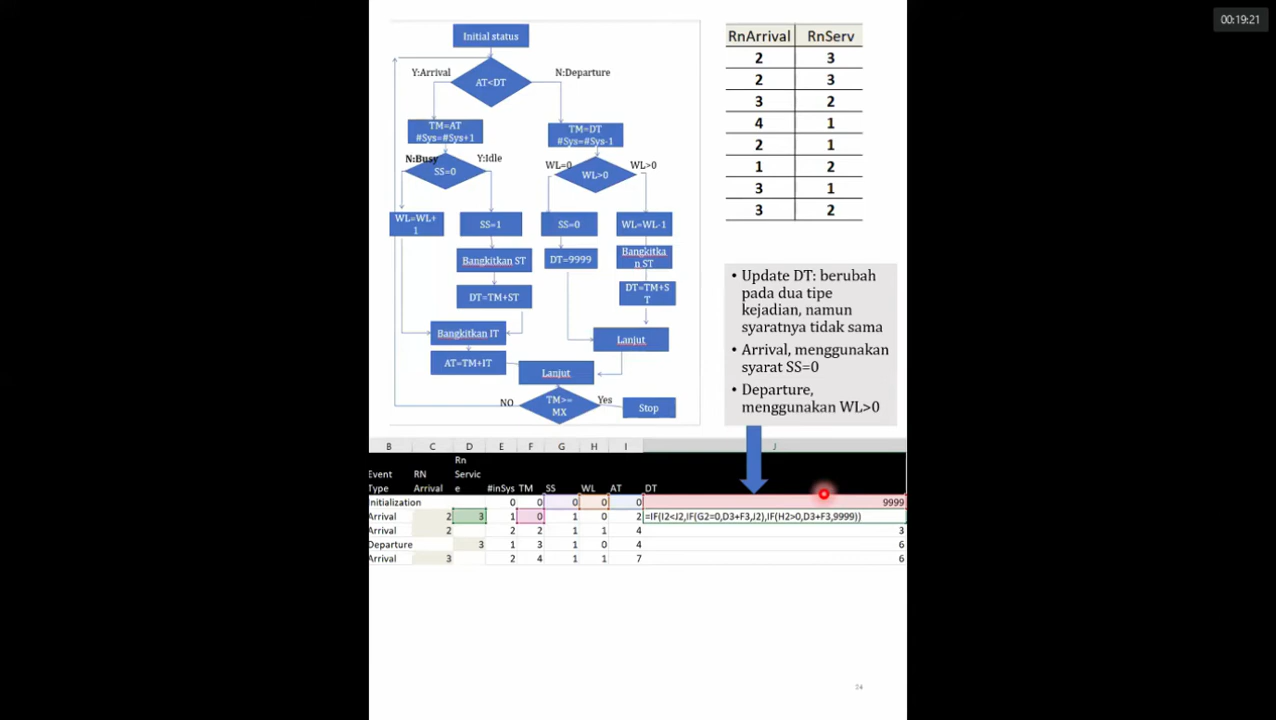 00:19:21
Initial status
Y:Arrival
N:Departure
AT<DT
TM=AT
#Sys=#Sys+1
TM=DT
#Sys=#Sys-1
N:Busy
Y:Idle
SS=0
WL=0
WL>0
WL>0
WL=WL+
1
SS=1
SS=0
WL=WL-1
Bangkitkan ST
DT=9999
Bangkitka
n ST
DT=TM+ST
DT=TM+S
T
Bangkitkan IT
Lanjut
AT=TM+IT
Lanjut
NO
TM>=
MX
Yes
Stop
RnArrival RnServ
2 3
2 3
3 2
4 1
2 1
1 2
3 1
3 2
• Update DT: berubah
pada dua tipe
kejadian, namun
syaratnya tidak sama
• Arrival, menggunakan
syarat SS=0
• Departure,
menggunakan WL>0
B C D E F G H I J
Event
Type
RN
Arrival
Rn
Servic
e
#inSys TM SS WL AT DT
Initialization 0 0 0 0 0 9999
Arrival 2 3 1 0 1 0 2 =IF(I2<J2,IF(G2=0,D3+F3,J2),IF(H2>0,D3+F3,9999))
Arrival 2 2 2 1 1 4 3
Departure 3 1 3 1 0 4 6
Arrival 3 2 4 1 1 7 6
24